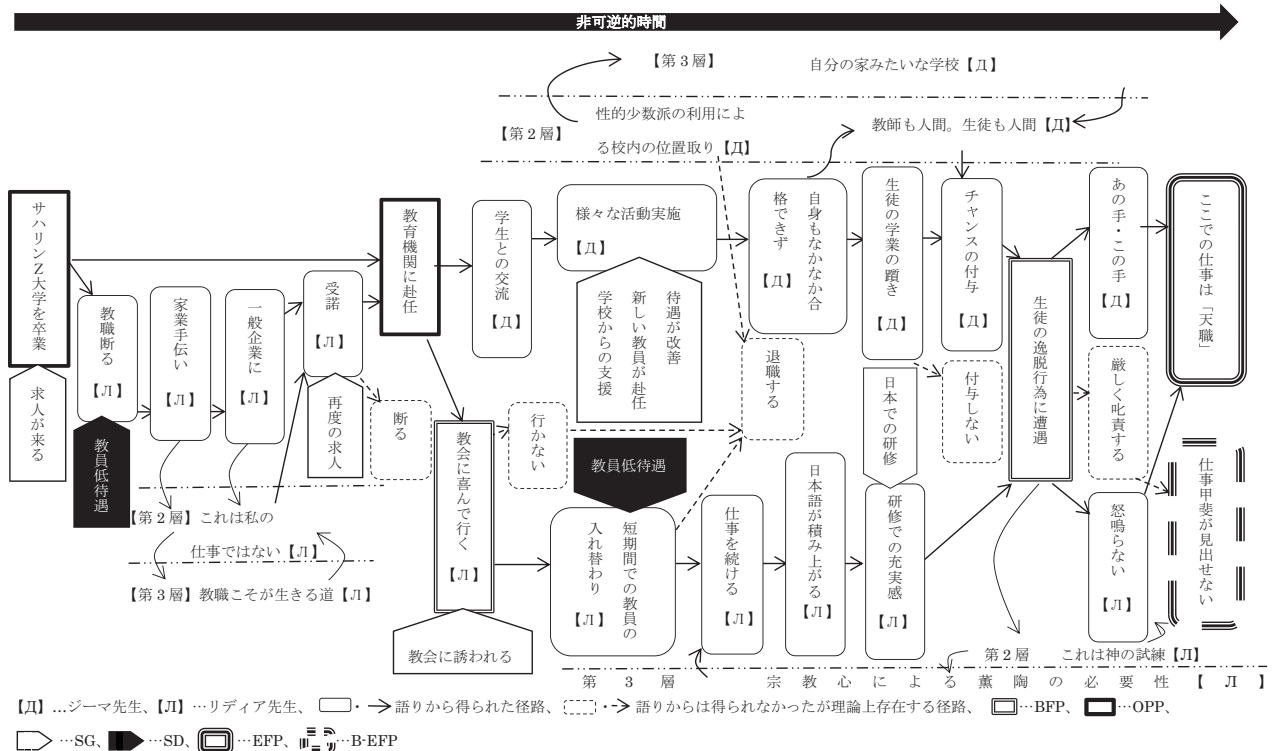 非可逆的時間
【第3層】
自分の家みたいな学校【Д】
【第2層】
性的少数派の利用によ
る校内の位置取り【Д】
教師も人間。生徒も人間【Д】
サハリンZ大学を卒業
求人が来る
教職断る【Л】
教員低待遇
家業手伝い【Л】
一般企業に【Л】
受諾【Л】
再度の求人
断る
教育機関に赴任
【第2層】これは私の
仕事ではない【Л】
【第3層】教職こそが生きる道【Л】
学生との交流【Д】
様々な活動実施
【Д】
待遇が改善
新しい教員が赴任
学校からの支援
自身もなかなか合
格できず【Д】
生徒の学業の躓き【Д】
チャンスの付与【Д】
あの手・この手【Д】
ここでの仕事は「天職」
退職する
日本での研修
付与しない
生徒の逸脱行為に遭遇
厳しく叱責する
仕事甲斐が見出せない
教会に喜んで行く【Л】
教会に誘われる
行かない
教員低待遇
短期間での教員の
入れ替わり【Л】
仕事を続ける【Л】
日本語が積み上がる【Л】
研修での充実感【Л】
怒鳴らない【Л】
第2層 これは神の試練【Л】
第3層 宗教心による薫陶の必要性【Л】
【Д】…ジーマ先生、【Л】…リディア先生、・→語りから得られた経路、・→語りからは得られなかったが理論上存在する径路、…BFP、…OPP、
…SG、…SD、…EFP、…B-EFP